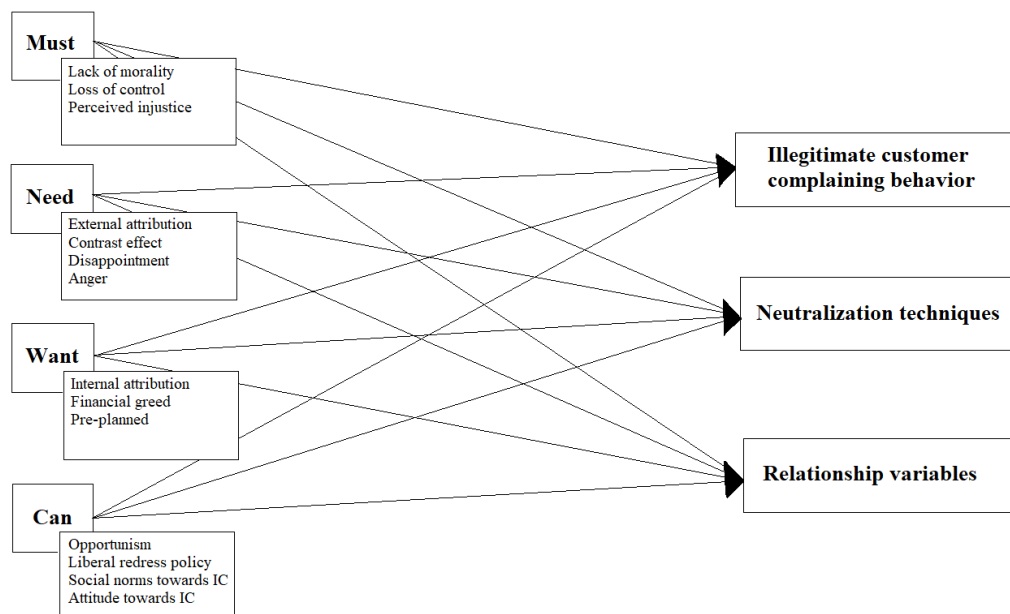 Must
Lack of morality
Loss of control
Perceived injustice
Need
External attribution
Contrast effect
Disappointment
Anger
Want
Internal attribution
Financial greed
Pre-planned
Can
Opportunism
Liberal redress policy
Social norms towards IC
Attitude towards IC
Illegitimate customer
complaining behavior
Neutralization techniques
Relationship variables